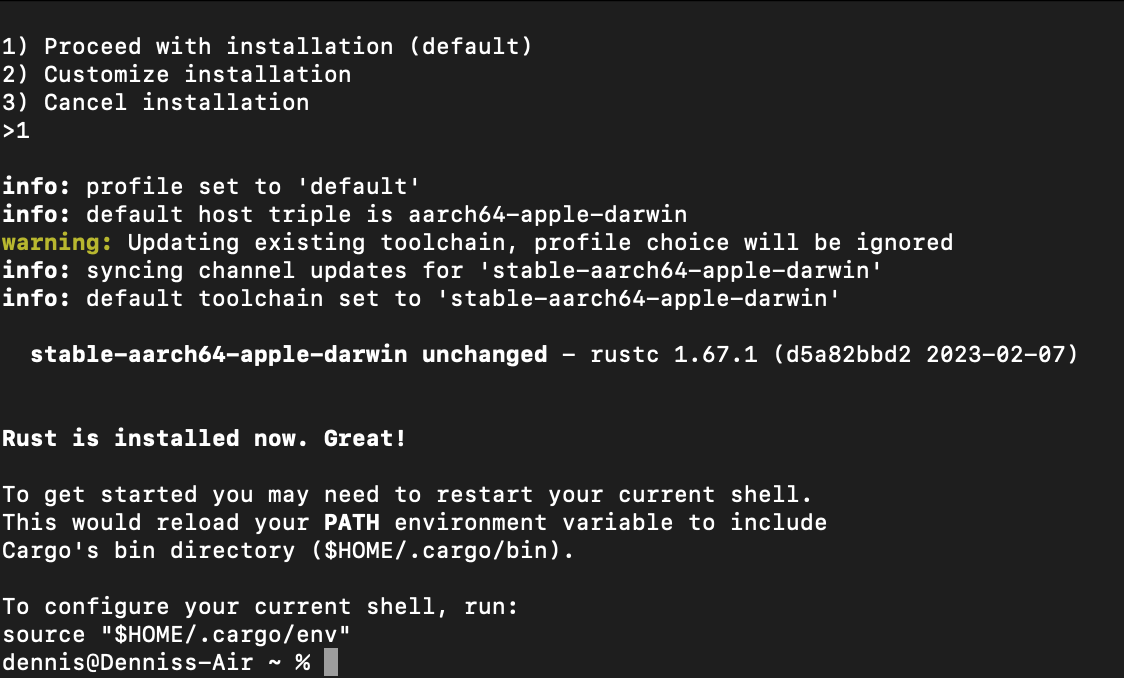 1) Proceed with installation (default)
2) Customize installation
3) Cancel installation
>1
info: profile set to 'default'
info: default host triple is aarch64-apple-darwin
warning: Updating existing toolchain, profile choice will be ignored
info: syncing channel updates for 'stable-aarch64-apple-darwin'
info: default toolchain set to 'stable-aarch64-apple-darwin'
stable-aarch64-apple-darwin unchanged - rustc 1.67.1 (d5a82bbd2 2023-02-07)
Rust is installed now. Great!
To get started you may need to restart your current shell.
This would reload your PATH environment variable to include
Cargo's bin directory ($HOME/.cargo/bin).
To configure your current shell, run:
source "$HOME/.cargo/env"
dennis@Denniss-Air ~ %